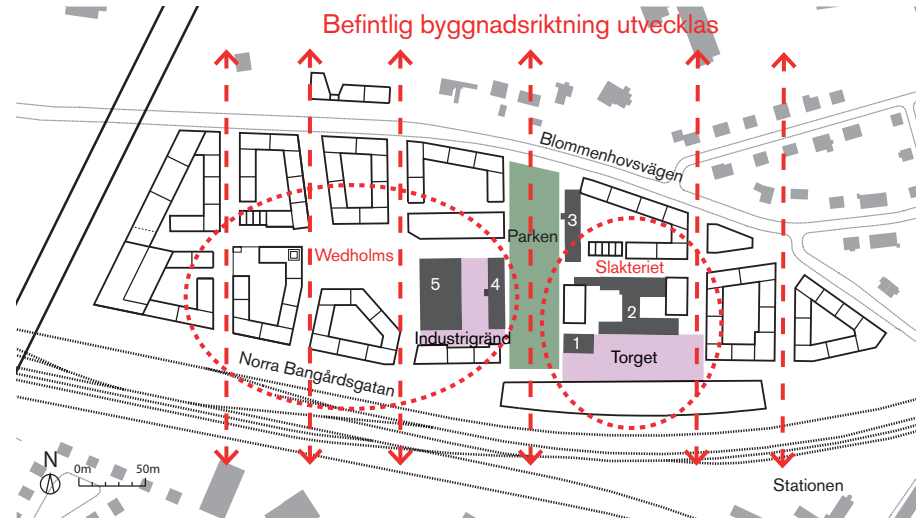 Befintlig byggnadsriktning utvecklas
Blommenhovsvägen
3
Parken
Wedholms
Slakteriet
5
4
2
Industrigränd
1
Torget
Norra Bangårdsgatan
N
0m 50m
Stationen